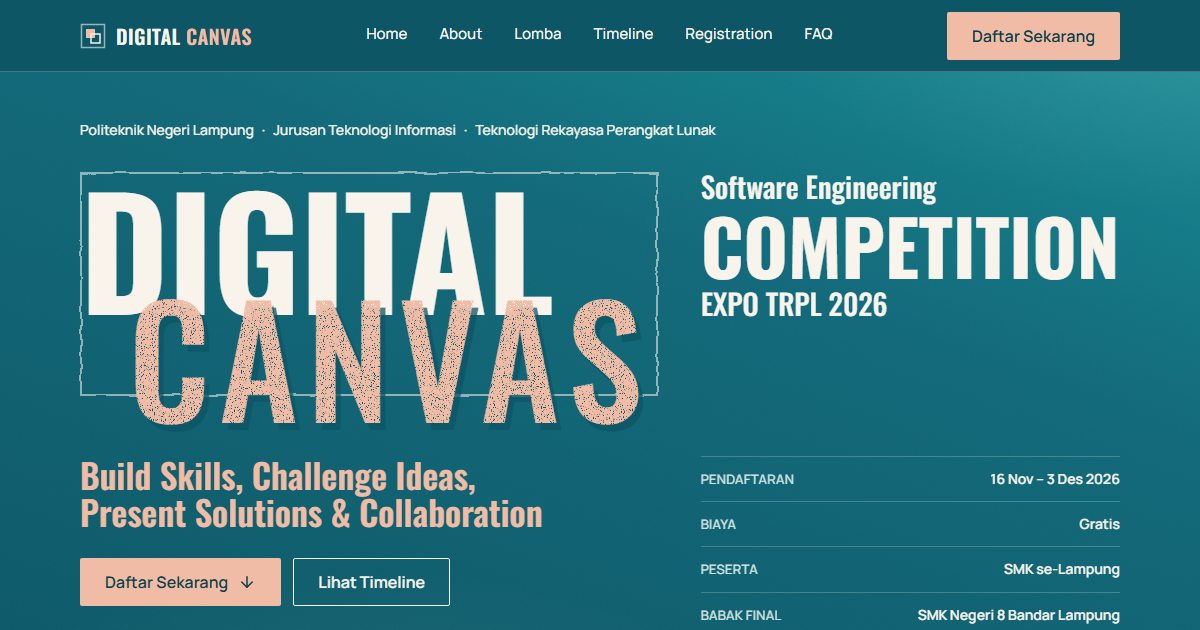 DIGITAL CANVAS
Home
About
Lomba
Timeline
Registration
FAQ
Daftar Sekarang
Politeknik Negeri Lampung · Jurusan Teknologi Informasi · Teknologi Rekayasa Perangkat Lunak
DIGITAL
CANVAS
Software Engineering
COMPETITION
EXPO TRPL 2026
Build Skills, Challenge Ideas,
Present Solutions & Collaboration
Daftar Sekarang ↓
Lihat Timeline
PENDAFTARAN 16 Nov – 3 Des 2026
BIAYA Gratis
PESERTA SMK se-Lampung
BABAK FINAL SMK Negeri 8 Bandar Lampung